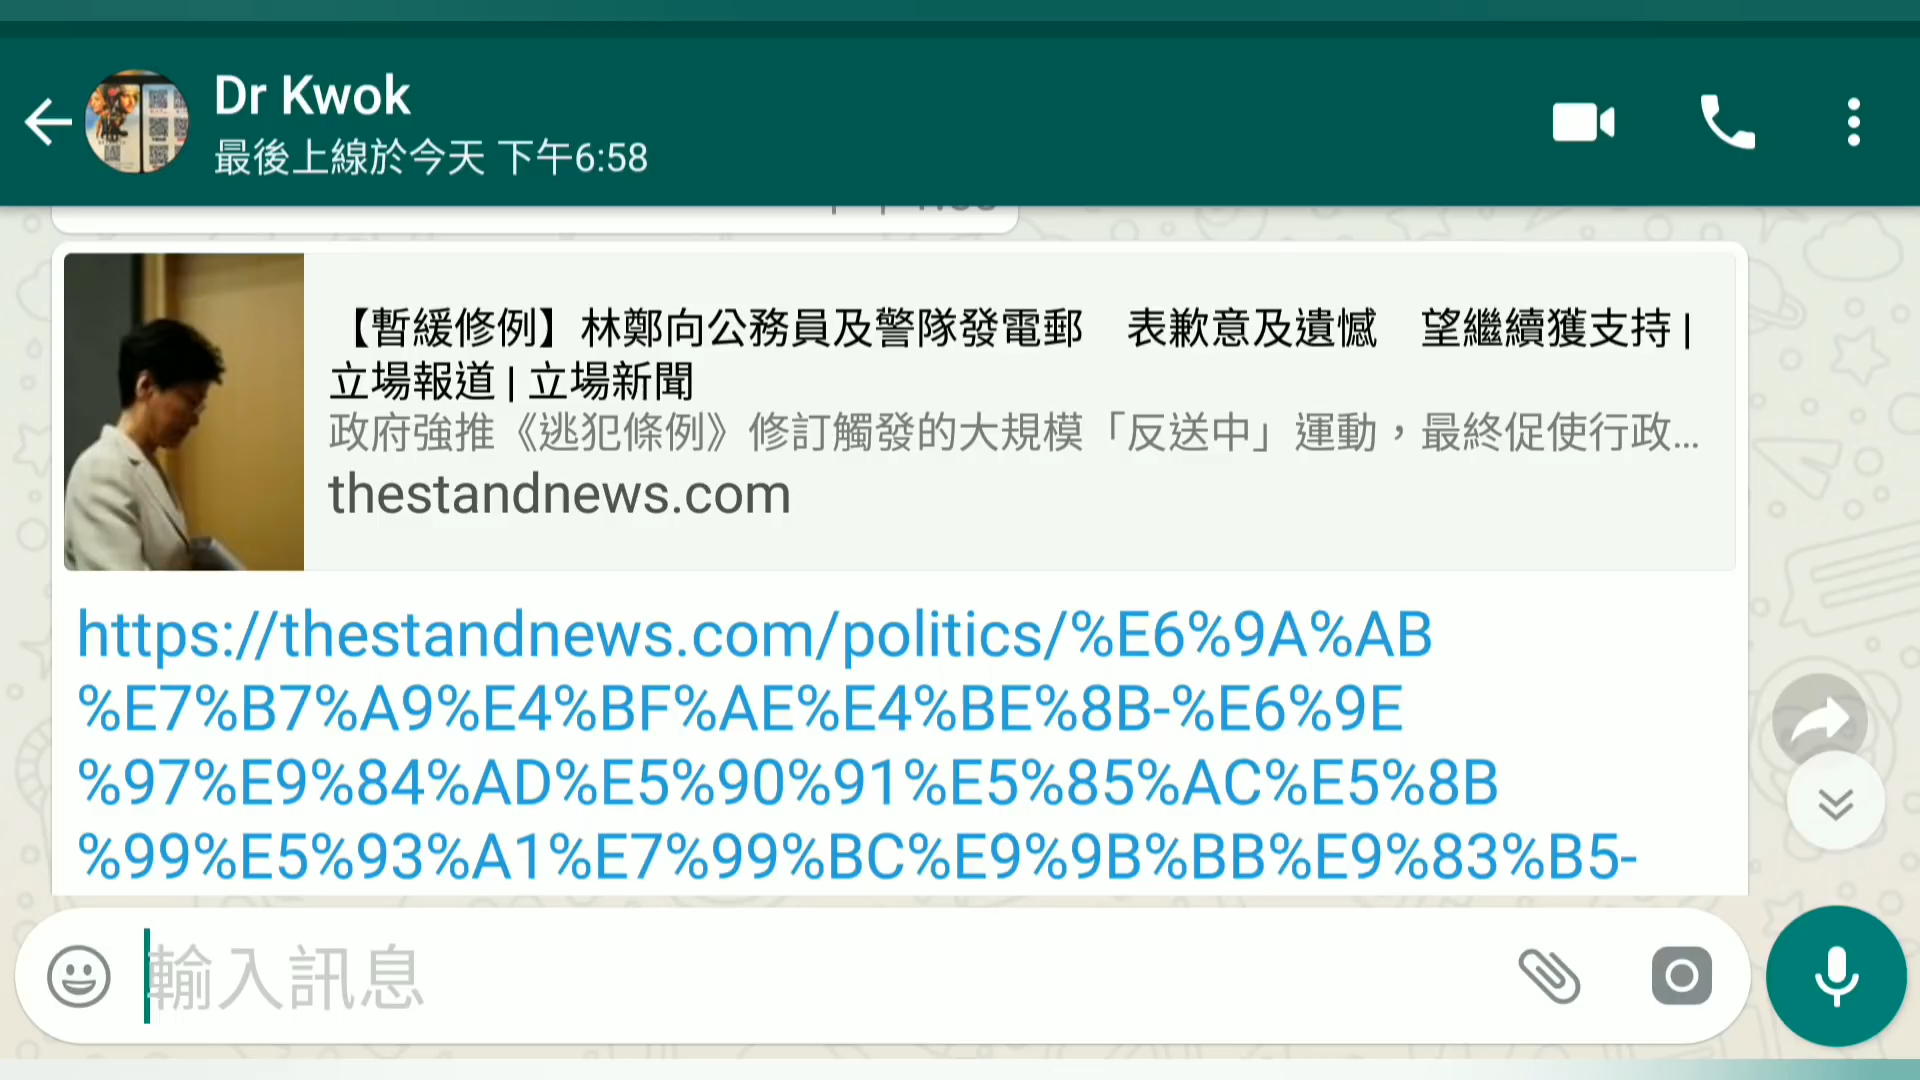 Dr Kwok
最後上線於今天 下午6:58
【暫緩修例】林鄭向公務員及警隊發電郵 表歉意及遺憾 望繼續獲支持 |
立場報道 | 立場新聞
政府強推《逃犯條例》修訂觸發的大規模「反送中」運動，最終促使行政...
thestandnews.com
https://thestandnews.com/politics/%E6%9A%AB
%E7%B7%A9%E4%BF%AE%E4%BE%8B-%E6%9E
%97%E9%84%AD%E5%90%91%E5%85%AC%E5%8B
%99%E5%93%A1%E7%99%BC%E9%9B%BB%E9%83%B5-
輸入訊息